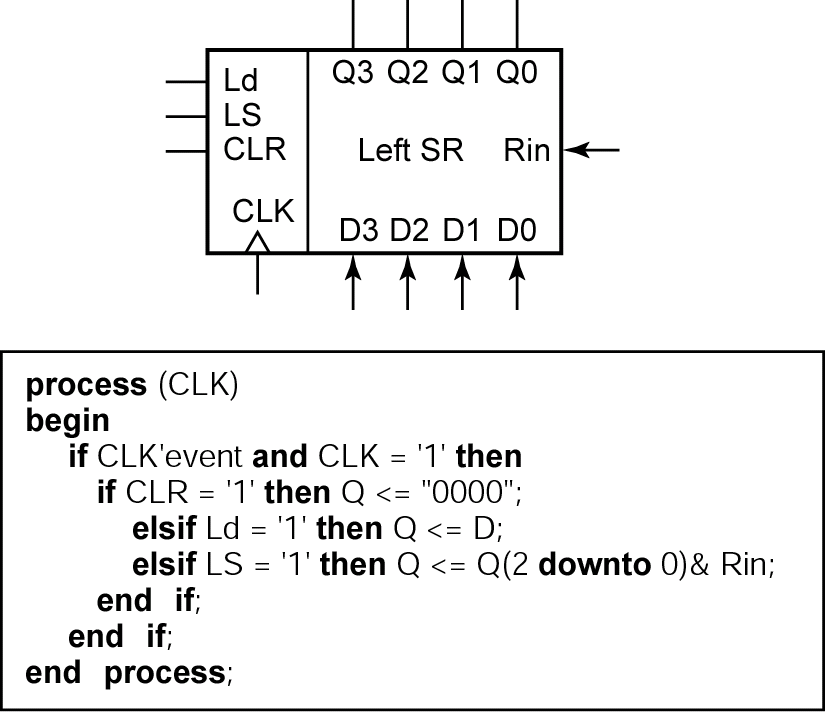 Ld
Q3 Q2 Q1 Q0
LS
CLR
Left SR Rin
CLK
D3 D2 D1 D0
process (CLK)
begin
if CLK'event and CLK = '1' then
if CLR = '1' then Q <= "0000";
elsif Ld = '1' then Q <= D;
elsif LS = '1' then Q <= Q(2 downto 0)& Rin;
end if;
end if;
end process;